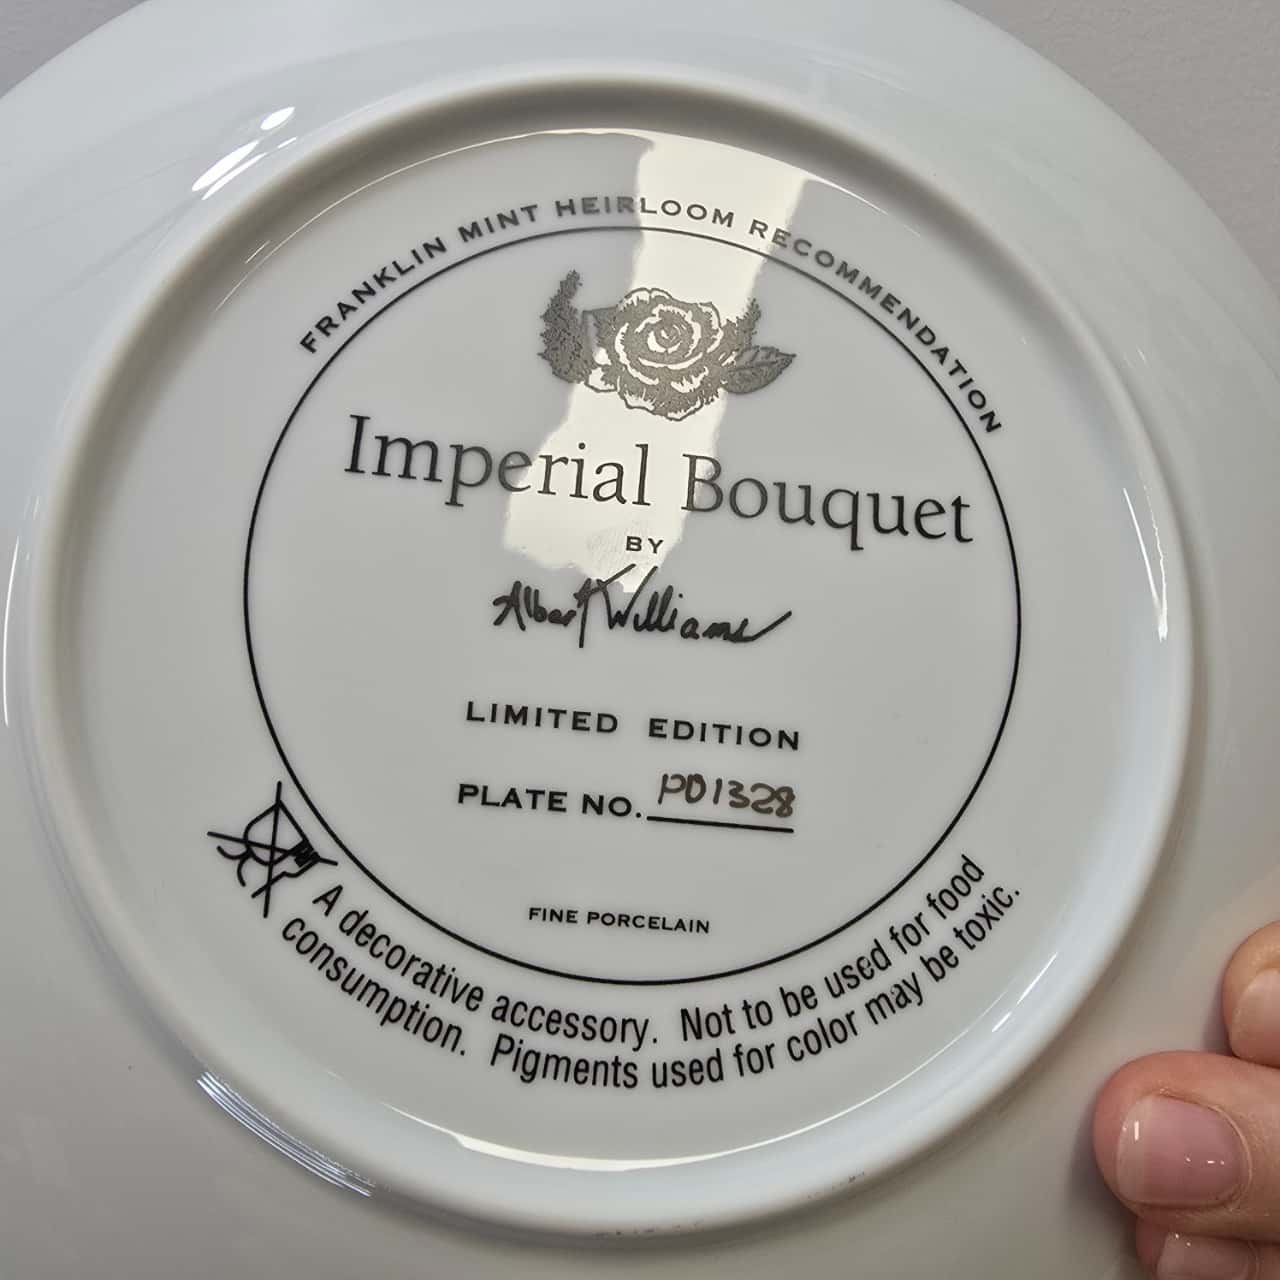 FRANKLIN MINT HEIRLOOM RECOMMENDATION
Imperial Bouquet
BY
Albert Williams
LIMITED EDITION
PLATE NO. PD1328
FINE PORCELAIN
A decorative accessory. Not to be used for food
consumption. Pigments used for color may be toxic.